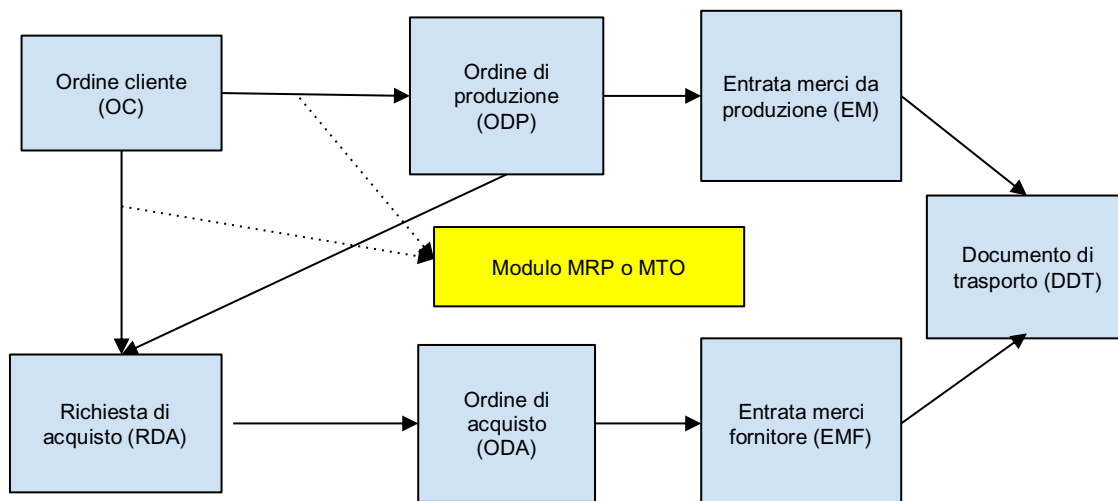 Ordine cliente
(OC)
Ordine di
produzione
(ODP)
Entrata merci da
produzione (EM)
Modulo MRP o MTO
Documento di
trasporto (DDT)
Richiesta di
acquisto (RDA)
Ordine di
acquisto
(ODA)
Entrata merci
fornitore (EMF)